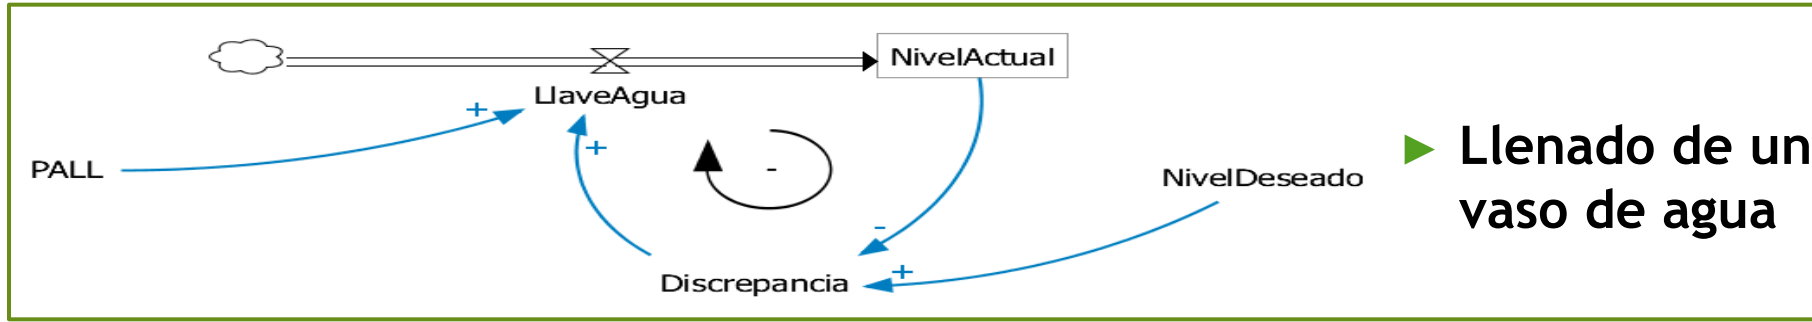 NivelActual
LlaveAgua
+
+
PALL
-
NivelDeseado
-
+
Discrepancia
► Llenado de un
vaso de agua